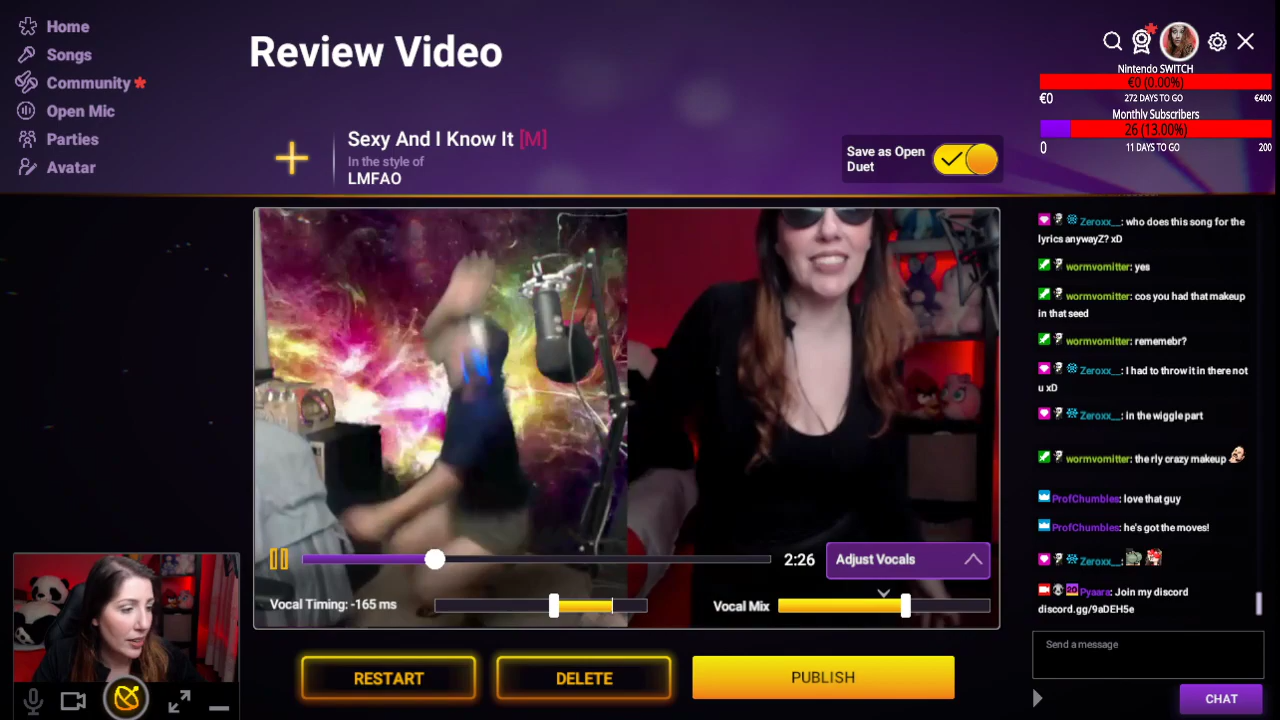 Home
Songs
Community
Open Mic
Parties
Avatar
Review Video
Sexy And I Know It [M]
In the style of
LMFAO
Save as Open
Duet
Nintendo SWITCH
€0 (0.00%)
€0 272 DAYS TO GO €400
Monthly Subscribers
26 (13.00%)
0 11 DAYS TO GO 200
Zeroxx__: who does this song for the
lyrics anywayZ? xD
wormvomitter: yes
wormvomitter: cos you had that makeup
in that seed
wormvomitter: rememebr?
Zeroxx__: I had to throw it in there not
u xD
Zeroxx__: in the wiggle part
wormvomitter: the rly crazy makeup
ProfChumbles: love that guy
ProfChumbles: he's got the moves!
Zeroxx__:
Pyaara: Join my discord
discord.gg/9aDEH5e
2:26
Adjust Vocals
Vocal Timing: -165 ms
Vocal Mix
RESTART
DELETE
PUBLISH
Send a message
CHAT